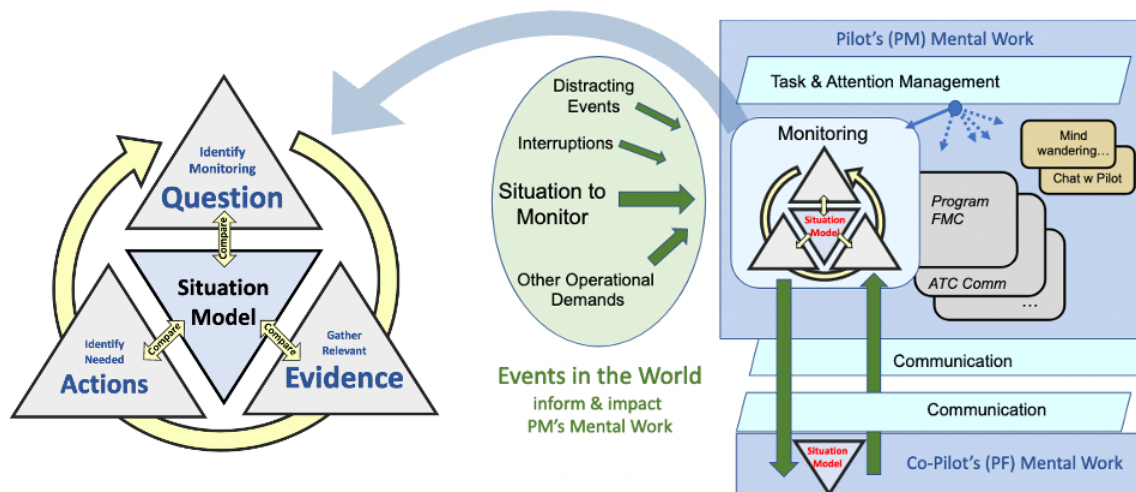 Identify
Monitoring
Question
Compare
Situation
Model
Compare
Compare
Identify
Needed
Actions
Gather
Relevant
Evidence
Distracting
Events
Interruptions
Situation to
Monitor
Other Operational
Demands
Events in the World
inform & impact
PM's Mental Work
Pilot's (PM) Mental Work
Task & Attention Management
Monitoring
Situation
Model
Mind
wandering…
Chat w Pilot
Program
FMC
ATC Comm
…
Communication
Communication
Situation
Model
Co-Pilot's (PF) Mental Work